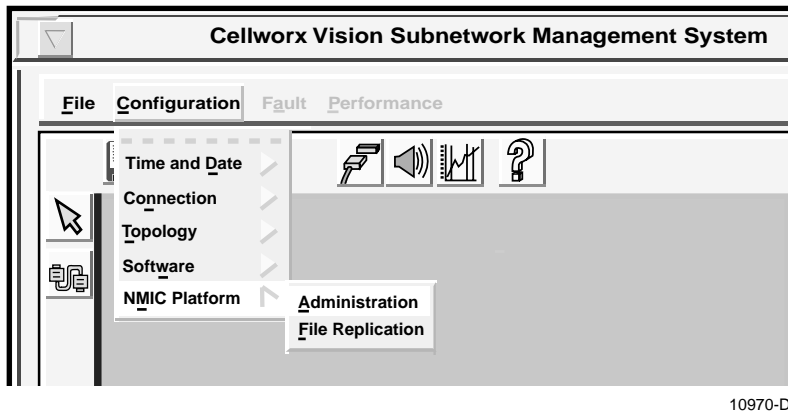 Cellworx Vision Subnetwork Management System
File Configuration Fault Performance
Time and Date
Connection
Topology
Software
NMIC Platform
Administration
File Replication
10970-D